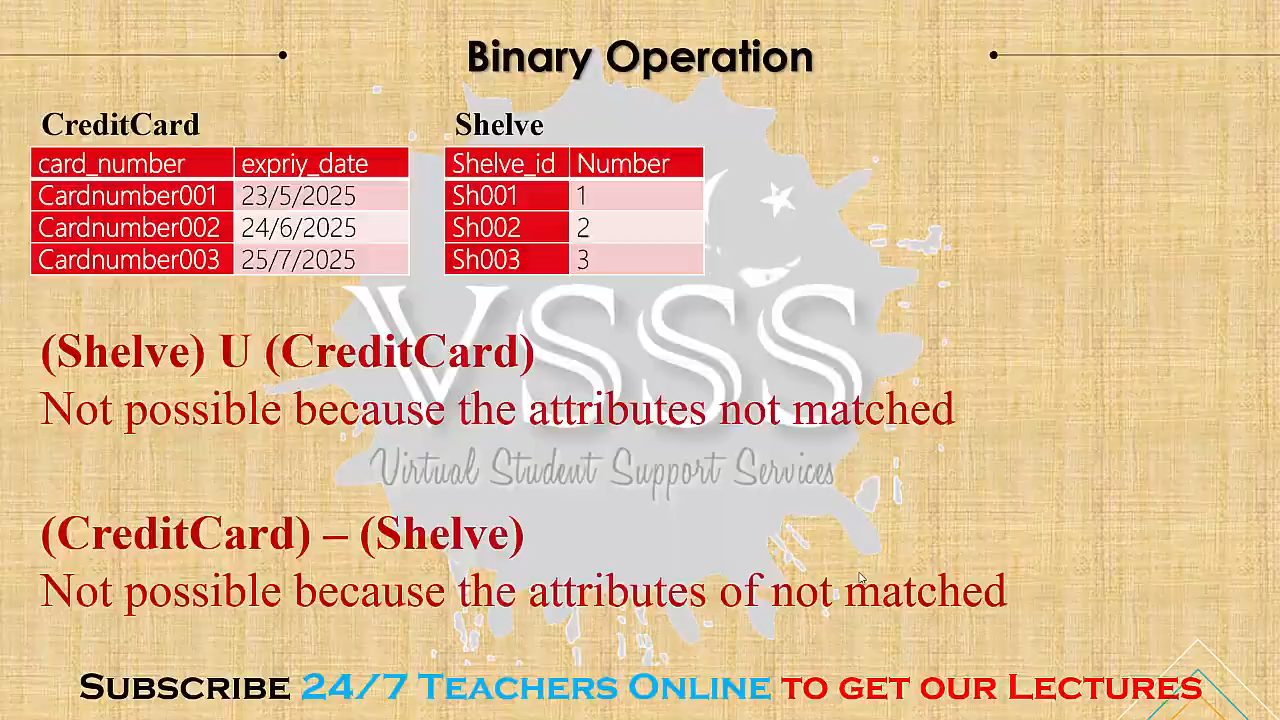 Binary Operation
CreditCard
card_number expriy_date
Cardnumber001 23/5/2025
Cardnumber002 24/6/2025
Cardnumber003 25/7/2025
Shelve
Shelve_id Number
Sh001 1
Sh002 2
Sh003 3
VSSS
Virtual Student Support Services
(Shelve) U (CreditCard)
Not possible because the attributes not matched
(CreditCard) – (Shelve)
Not possible because the attributes of not matched
Subscribe 24/7 Teachers Online to get our Lectures